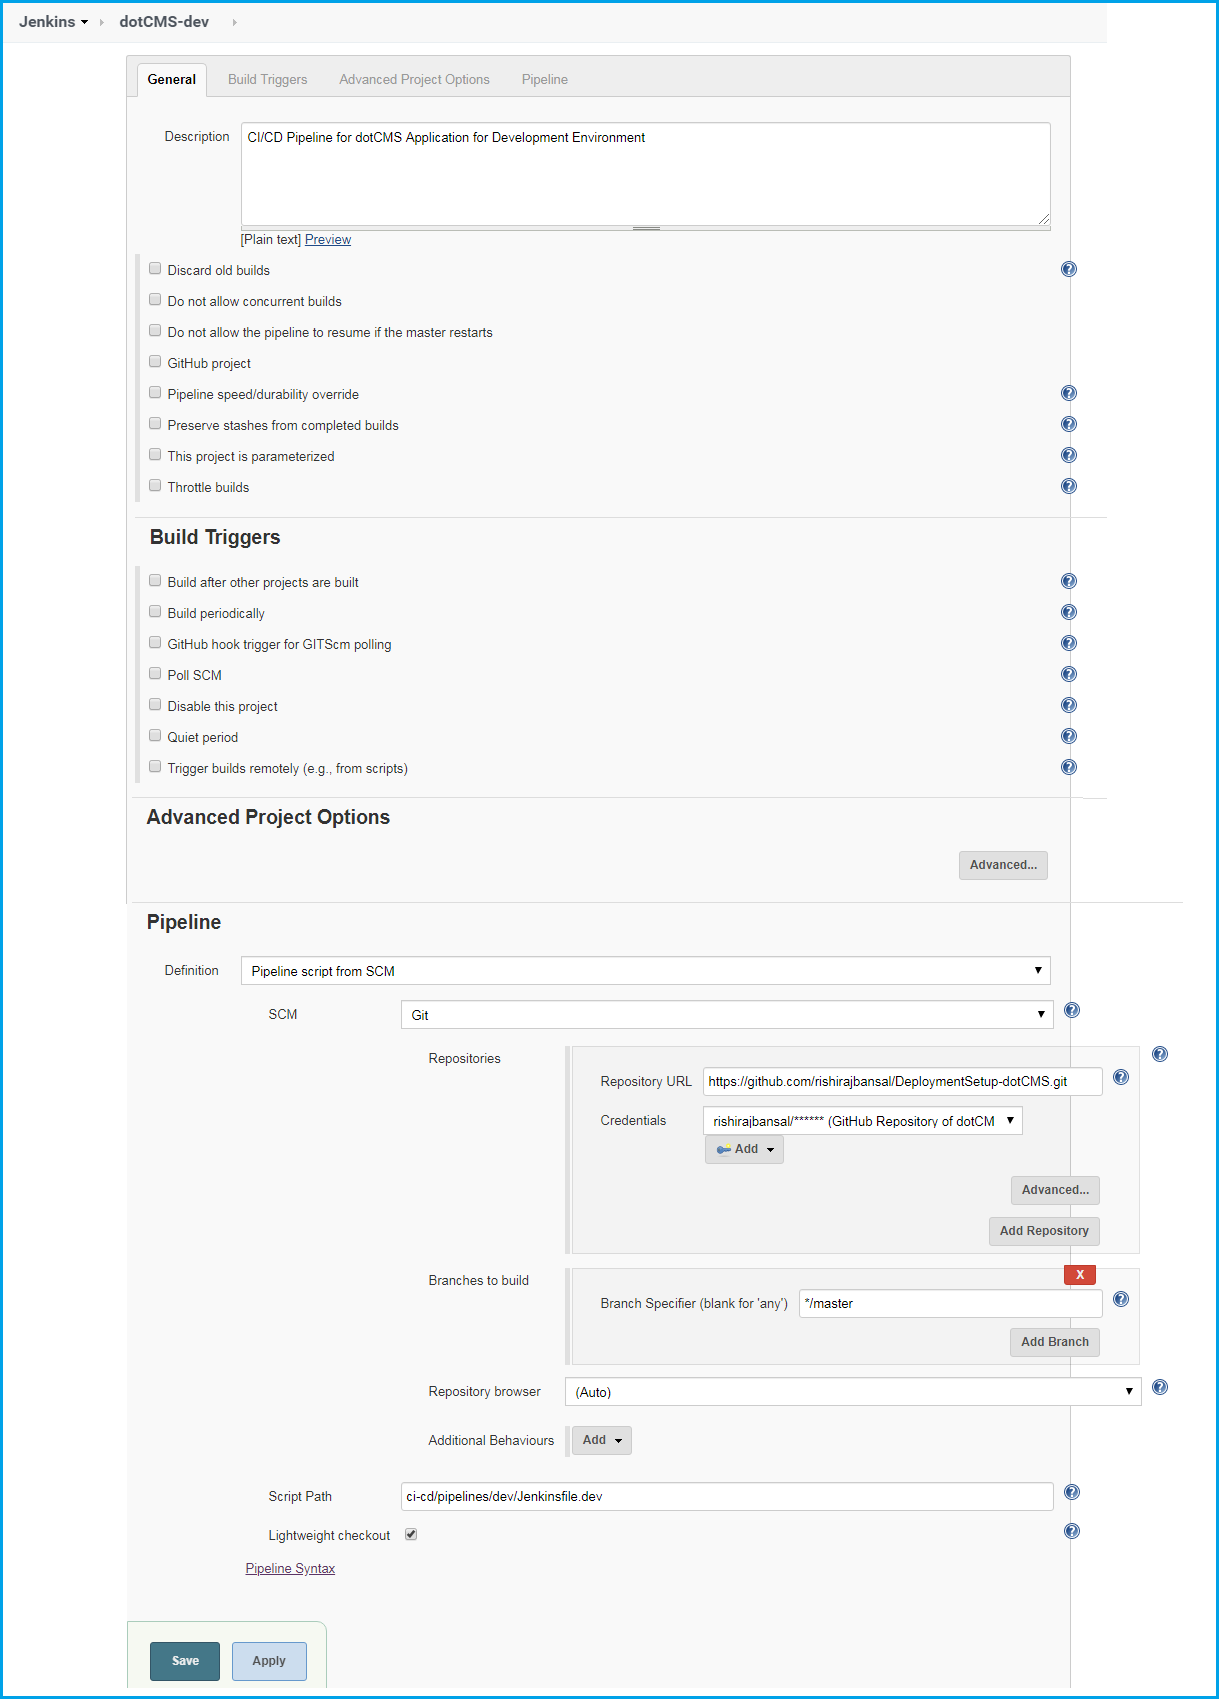 Jenkins dotCMS-dev
General Build Triggers Advanced Project Options Pipeline
Description CI/CD Pipeline for dotCMS Application for Development Environment
[Plain text] Preview
Discard old builds
Do not allow concurrent builds
Do not allow the pipeline to resume if the master restarts
GitHub project
Pipeline speed/durability override
Preserve stashes from completed builds
This project is parameterized
Throttle builds
Build Triggers
Build after other projects are built
Build periodically
GitHub hook trigger for GITScm polling
Poll SCM
Disable this project
Quiet period
Trigger builds remotely (e.g., from scripts)
Advanced Project Options
Advanced...
Pipeline
Definition Pipeline script from SCM
SCM Git
Repositories
Repository URL https://github.com/rishirajbansal/DeploymentSetup-dotCMS.git
Credentials rishirajbansal/****** (GitHub Repository of dotCM
Add
Advanced...
Add Repository
Branches to build X
Branch Specifier (blank for 'any') */master
Add Branch
Repository browser (Auto)
Additional Behaviours Add
Script Path ci-cd/pipelines/dev/Jenkinsfile.dev
Lightweight checkout
Pipeline Syntax
Save Apply